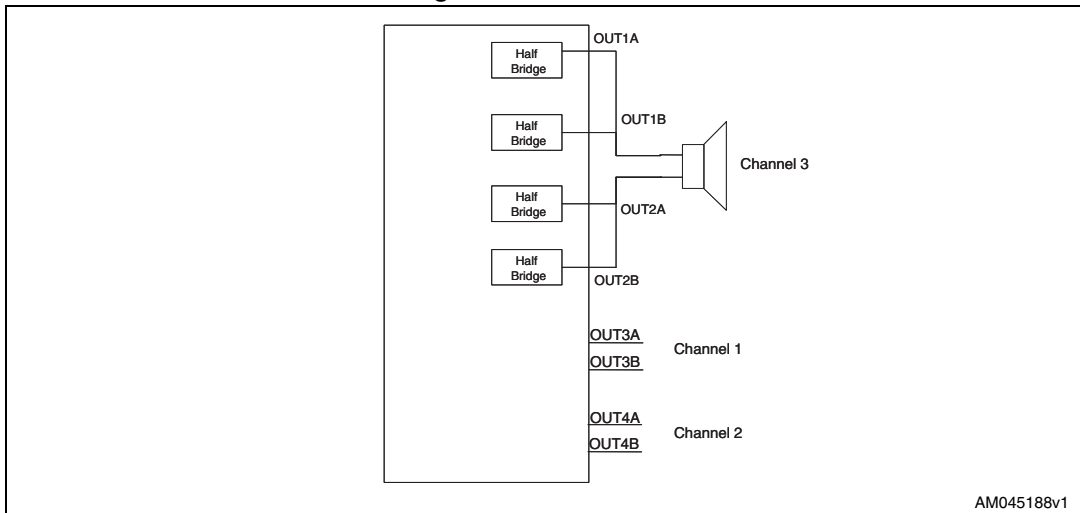 OUT1A
Half
Bridge
OUT1B
Half
Bridge
Channel 3
Half
Bridge
OUT2A
Half
Bridge
OUT2B
OUT3A
Channel 1
OUT3B
OUT4A
Channel 2
OUT4B
AM045188v1